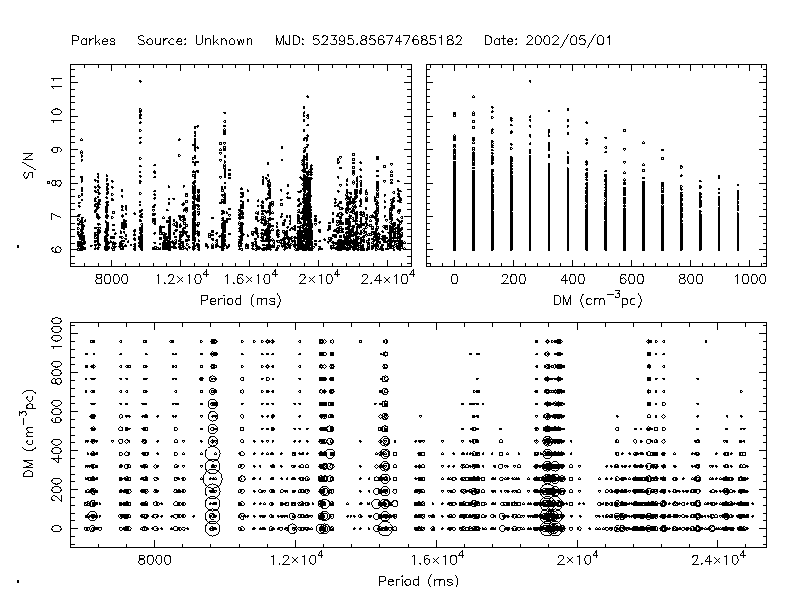 Parkes Source: Unknown MJD: 52395.856747685182 Date: 2002/05/01
11
10
9
8
7
6
S/N
8000 1.2×10⁴ 1.6×10⁴ 2×10⁴ 2.4×10⁴
Period (ms)
0 200 400 600 800 1000
DM (cm⁻³pc)
1000
800
600
400
200
0
DM (cm⁻³pc)
8000 1.2×10⁴ 1.6×10⁴ 2×10⁴ 2.4×10⁴
Period (ms)